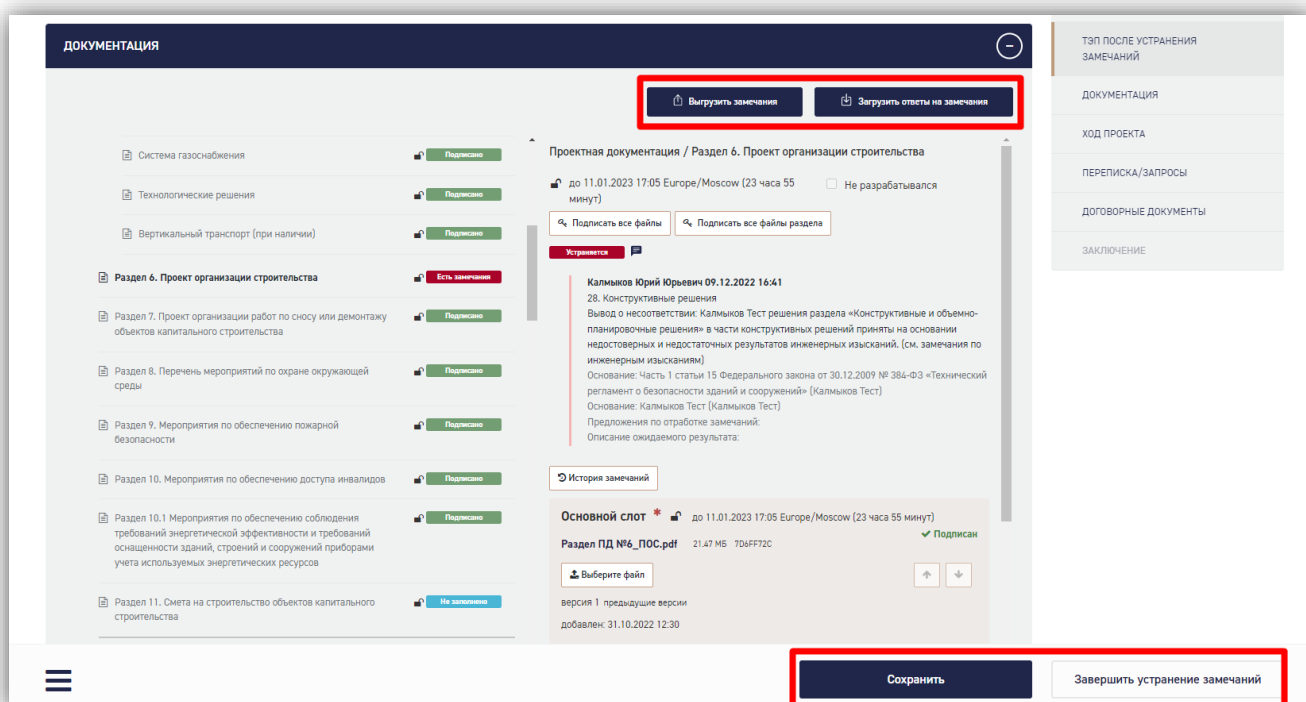 ДОКУМЕНТАЦИЯ
Выгрузить замечания
Загрузить ответы на замечания
Система газоснабжения
Подписано
Технологические решения
Подписано
Вертикальный транспорт (при наличии)
Подписано
Раздел 6. Проект организации строительства
Есть замечания
Раздел 7. Проект организации работ по сносу или демонтажу
объектов капитального строительства
Подписано
Раздел 8. Перечень мероприятий по охране окружающей
среды
Подписано
Раздел 9. Мероприятия по обеспечению пожарной
безопасности
Подписано
Раздел 10. Мероприятия по обеспечению доступа инвалидов
Подписано
Раздел 10.1 Мероприятия по обеспечению соблюдения
требований энергетической эффективности и требований
оснащенности зданий, строений и сооружений приборами
учета используемых энергетических ресурсов
Подписано
Раздел 11. Смета на строительство объектов капитального
строительства
Не заполнено
Проектная документация / Раздел 6. Проект организации строительства
до 11.01.2023 17:05 Europe/Moscow (23 часа 55
минут)
Не разрабатывался
Подписать все файлы
Подписать все файлы раздела
Устраняется
Калмыков Юрий Юрьевич 09.12.2022 16:41
28. Конструктивные решения
Вывод о несоответствии: Калмыков Тест решения раздела «Конструктивные и объемно-
планировочные решения» в части конструктивных решений приняты на основании
недостоверных и недостаточных результатов инженерных изысканий. (см. замечания по
инженерным изысканиям)
Основание: Часть 1 статьи 15 Федерального закона от 30.12.2009 № 384-ФЗ «Технический
регламент о безопасности зданий и сооружений» (Калмыков Тест)
Основание: Калмыков Тест (Калмыков Тест)
Предложения по отработке замечаний:
Описание ожидаемого результата:
История замечаний
Основной слот * до 11.01.2023 17:05 Europe/Moscow (23 часа 55 минут)
Подписан
Раздел ПД №6_ПОС.pdf 21.47 МБ 7D6FF72C
Выберите файл
версия 1 предыдущие версии
добавлен: 31.10.2022 12:30
ТЭП ПОСЛЕ УСТРАНЕНИЯ
ЗАМЕЧАНИЙ
ДОКУМЕНТАЦИЯ
ХОД ПРОЕКТА
ПЕРЕПИСКА/ЗАПРОСЫ
ДОГОВОРНЫЕ ДОКУМЕНТЫ
ЗАКЛЮЧЕНИЕ
Сохранить
Завершить устранение замечаний